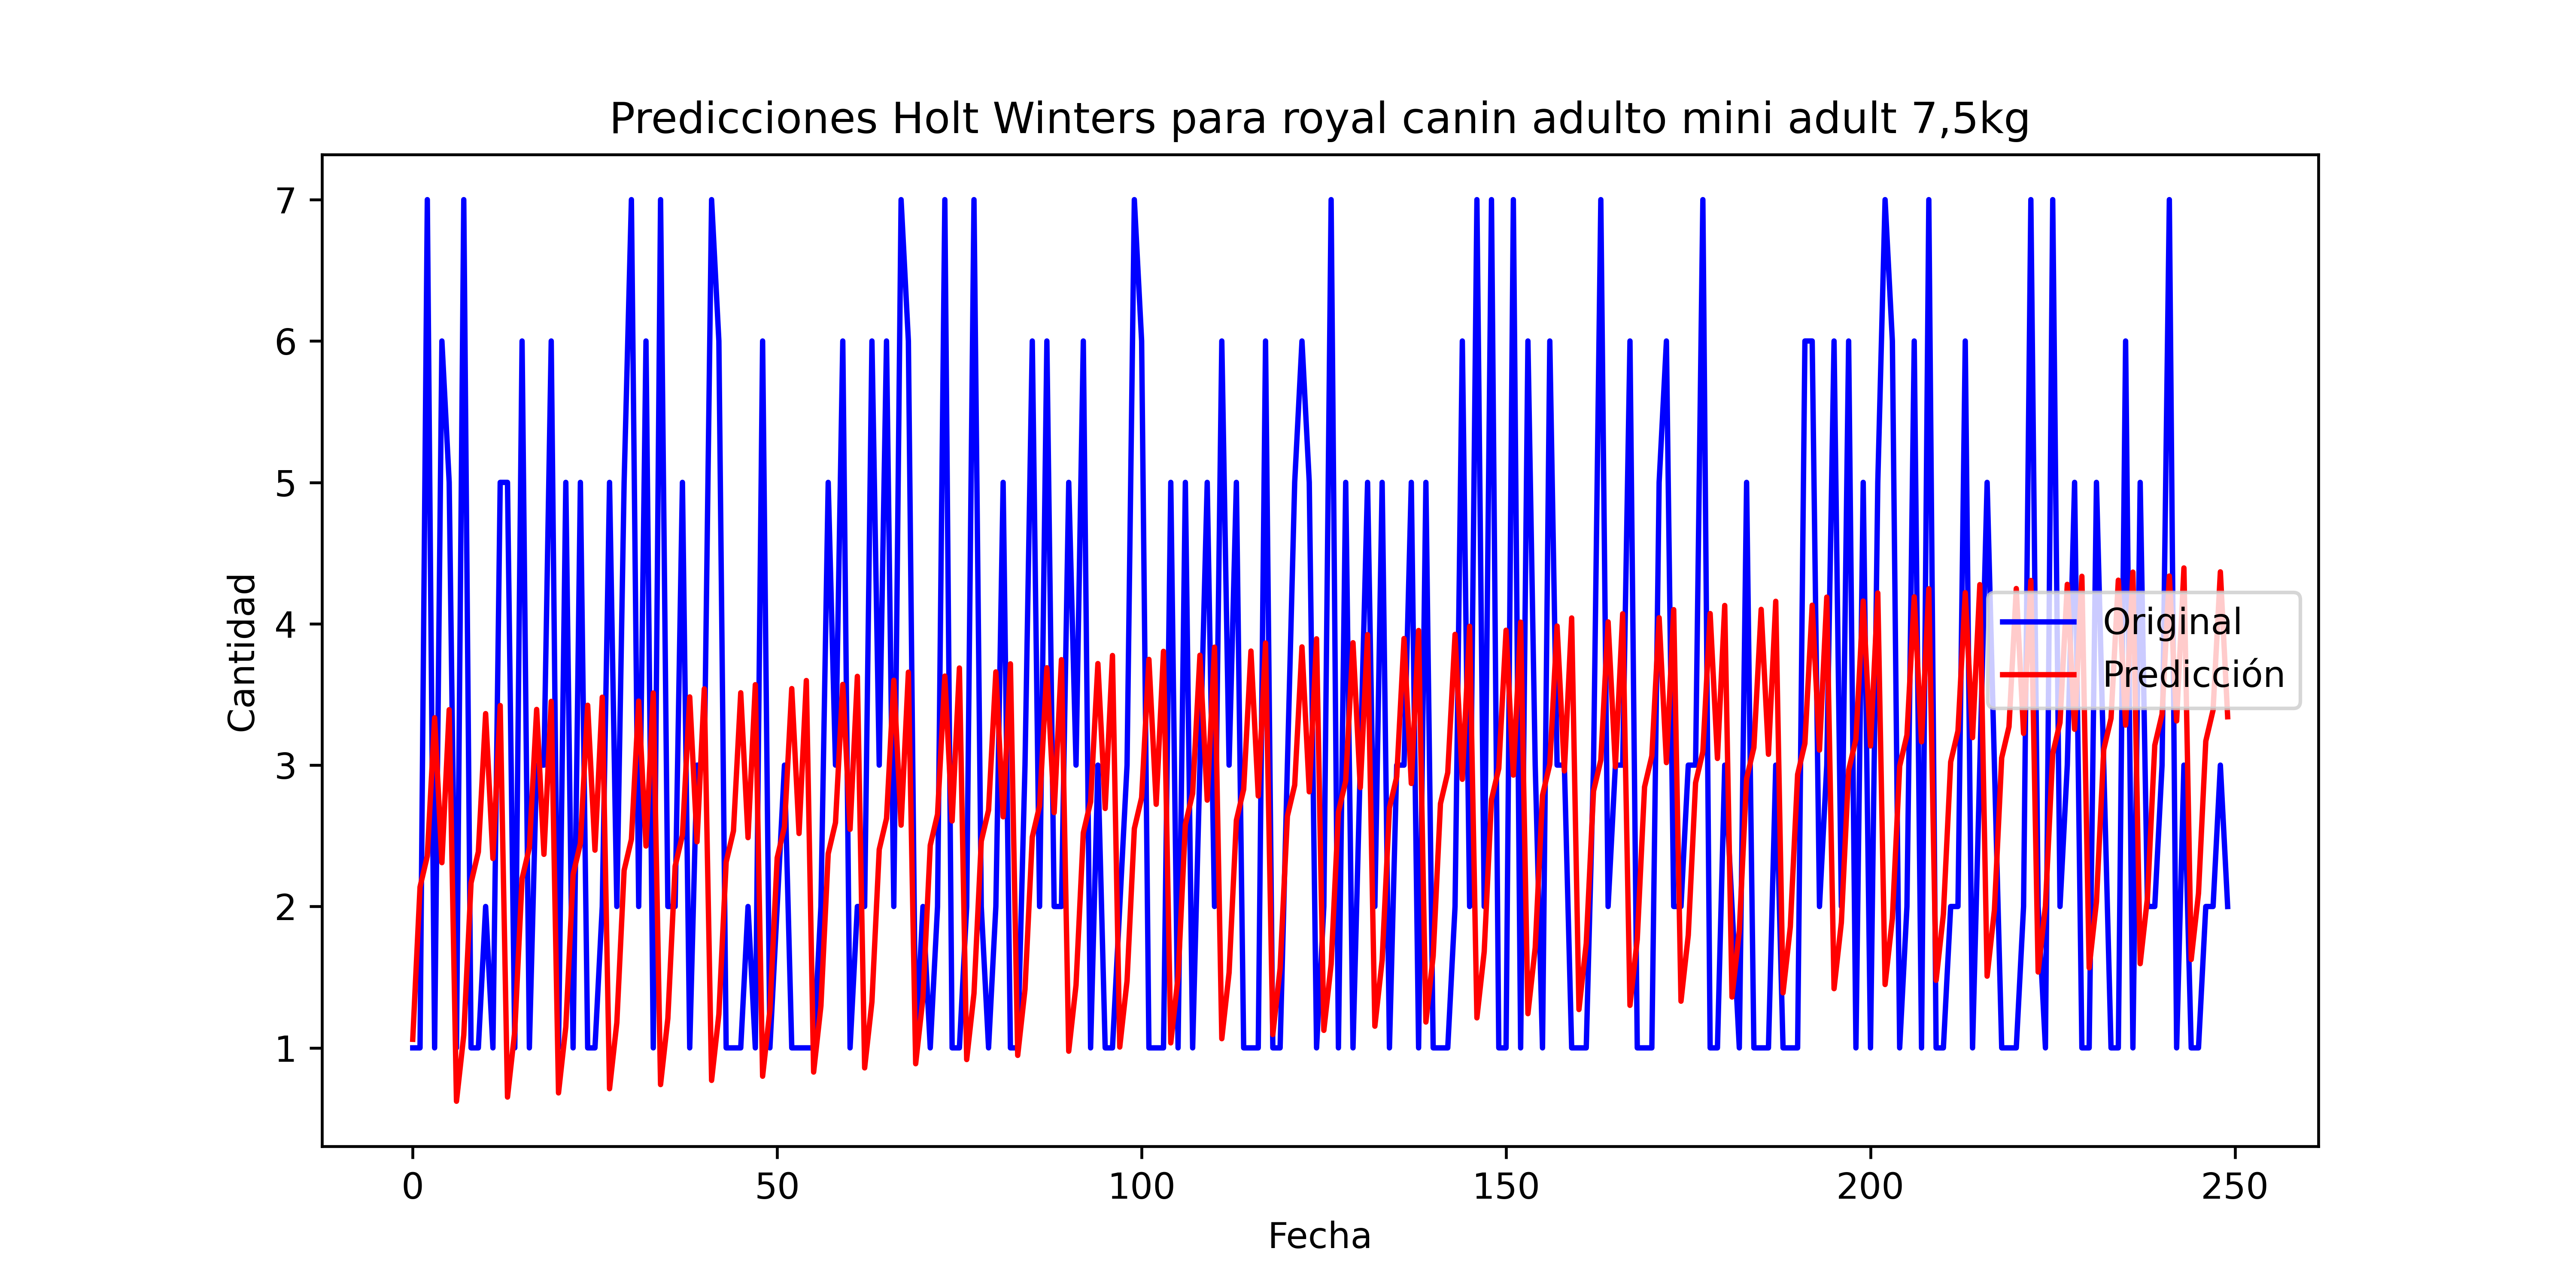 Predicciones Holt Winters para royal canin adulto mini adult 7,5kg
7
6
5
4
3
2
1
Cantidad
Original
Predicción
0 50 100 150 200 250
Fecha